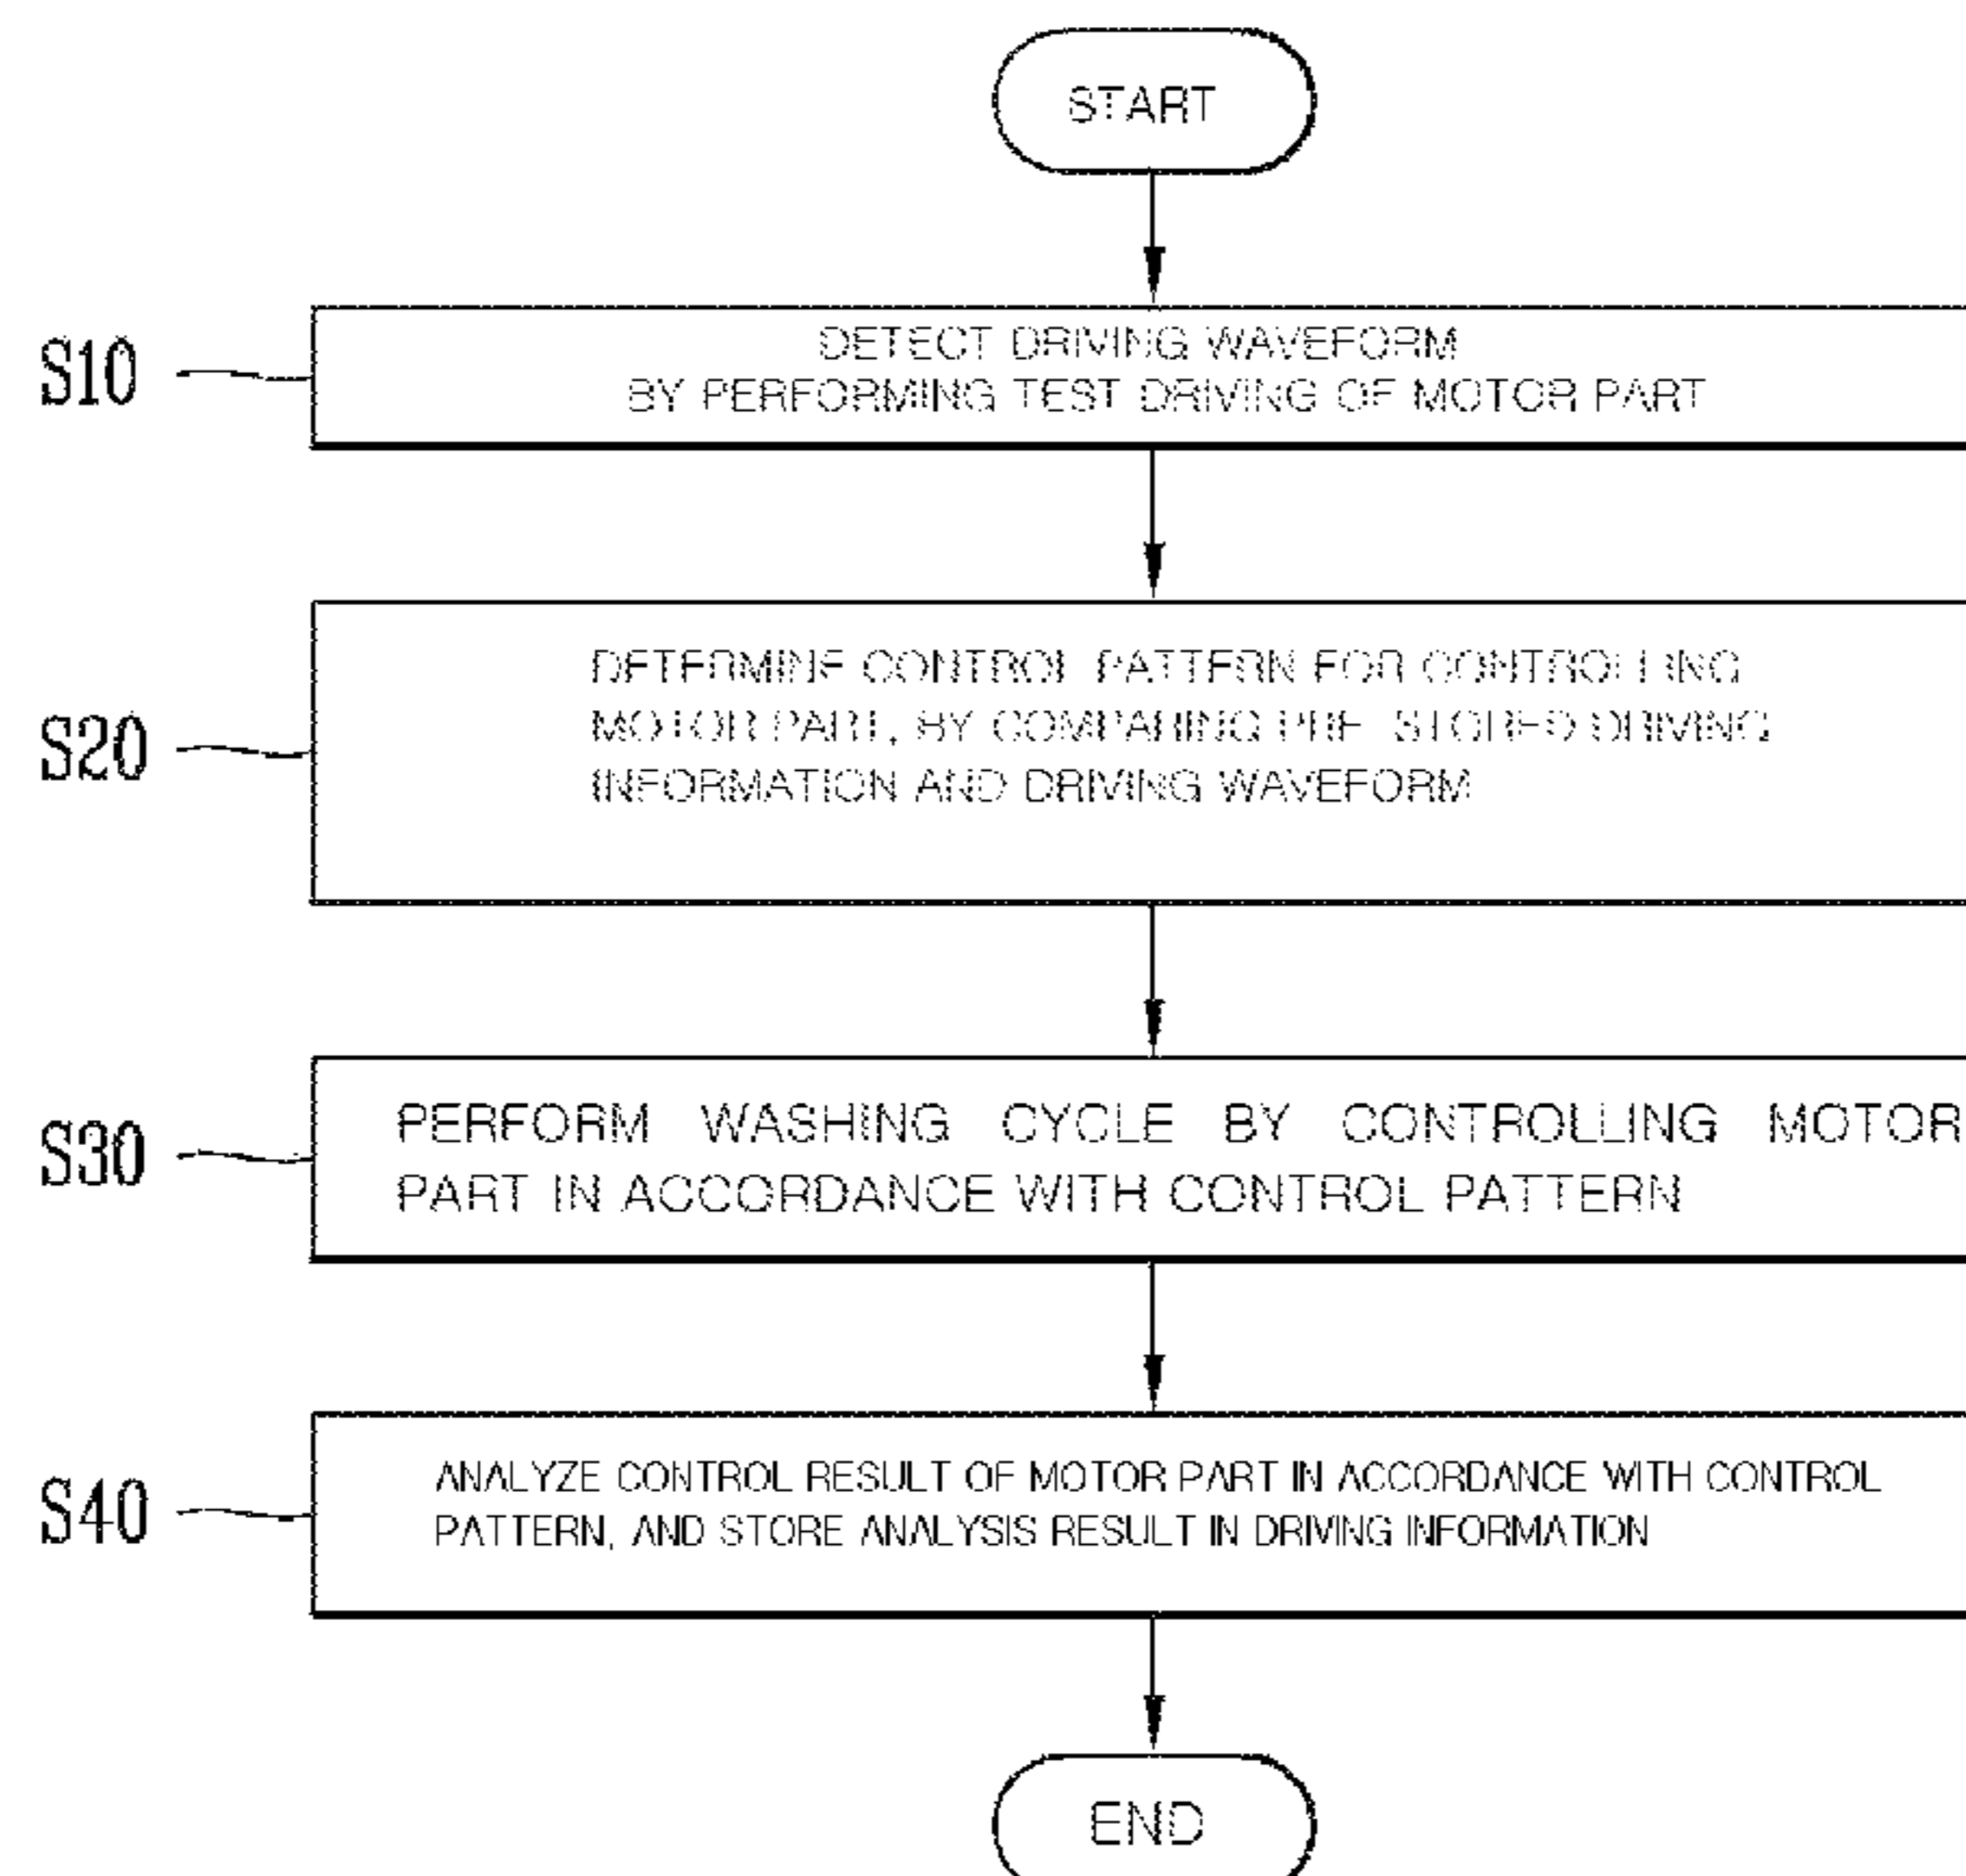 START
S10
DETECT DRIVING WAVEFORM
BY PERFORMING TEST DRIVING OF MOTOR PART
S20
DETERMINE CONTROL PATTERN FOR CONTROLLING
MOTOR PART, BY COMPARING PRE-STORED DRIVING
INFORMATION AND DRIVING WAVEFORM
S30
PERFORM WASHING CYCLE BY CONTROLLING MOTOR
PART IN ACCORDANCE WITH CONTROL PATTERN
S40
ANALYZE CONTROL RESULT OF MOTOR PART IN ACCORDANCE WITH CONTROL
PATTERN, AND STORE ANALYSIS RESULT IN DRIVING INFORMATION
END